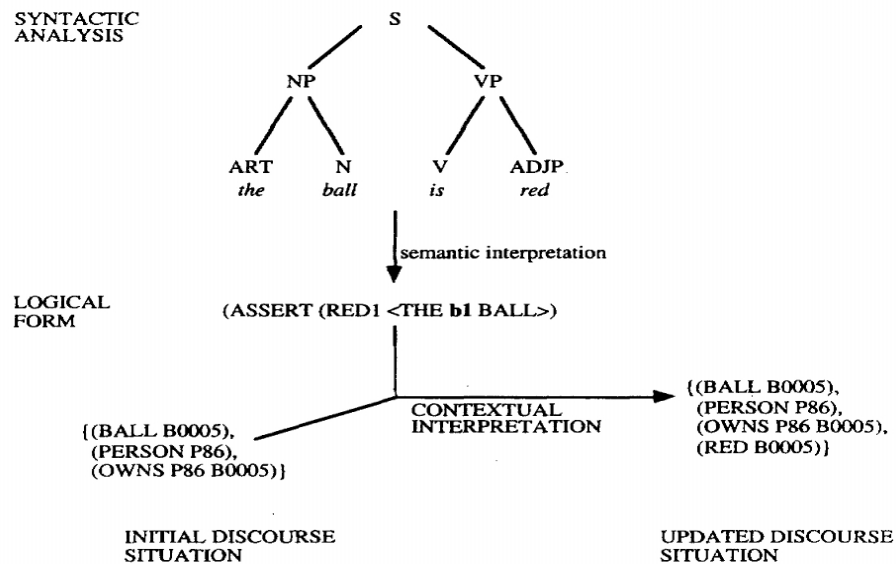 SYNTACTIC
ANALYSIS
S
NP VP
ART N V ADJP
the ball is red
semantic interpretation
LOGICAL
FORM
(ASSERT (RED1 <THE b1 BALL>)
{(BALL B0005),
(PERSON P86),
(OWNS P86 B0005)}
CONTEXTUAL
INTERPRETATION
{(BALL B0005),
(PERSON P86),
(OWNS P86 B0005),
(RED B0005)}
INITIAL DISCOURSE
SITUATION
UPDATED DISCOURSE
SITUATION